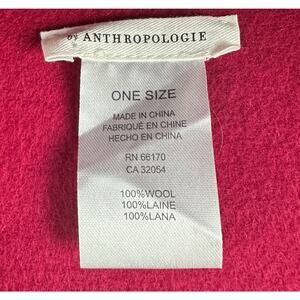 by ANTHROPOLOGIE
ONE SIZE
MADE IN CHINA
FABRIQUÉ EN CHINE
HECHO EN CHINA
RN 66170
CA 32054
100%WOOL
100%LAINE
100%LANA